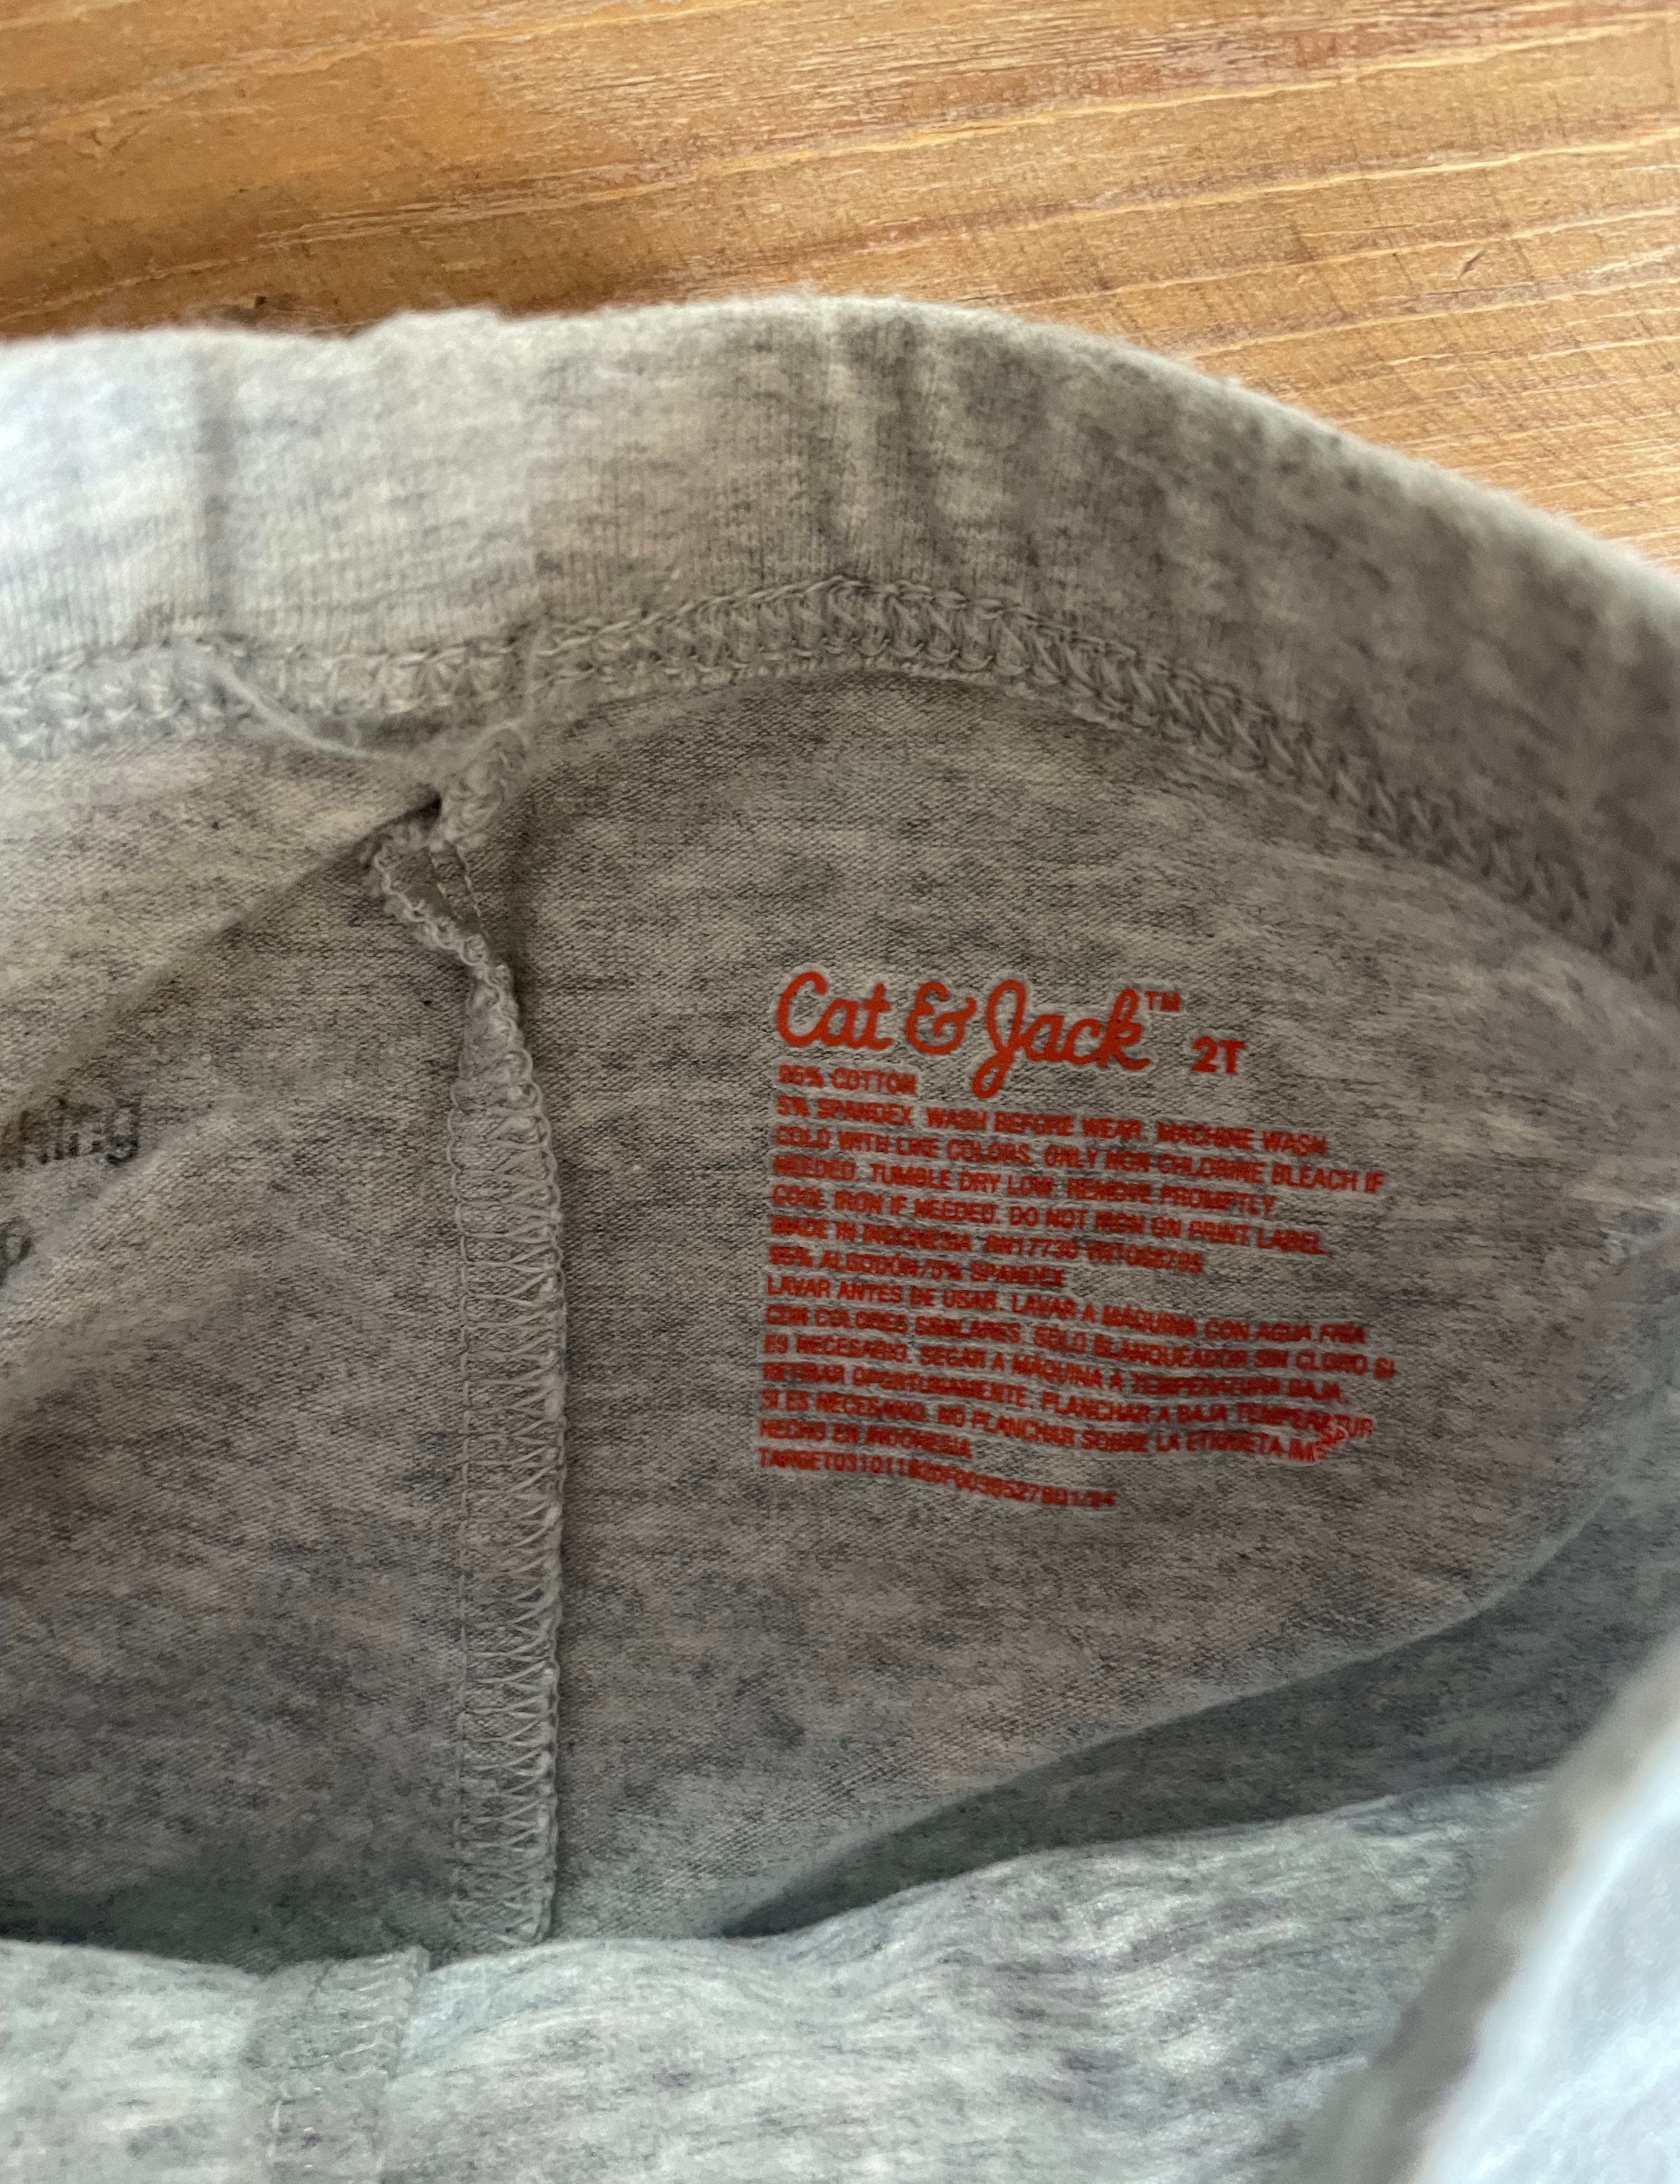 Cat & Jack™ 2T
95% COTTON
5% SPANDEX. WASH BEFORE WEAR. MACHINE WASH
COLD WITH LIKE COLORS. ONLY NON-CHLORINE BLEACH IF
NEEDED. TUMBLE DRY LOW. REMOVE PROMPTLY.
COOL IRON IF NEEDED. DO NOT IRON ON PRINT LABEL.
MADE IN INDONESIA
95% ALGODÓN/5% SPANDEX
LAVAR ANTES DE USAR. LAVAR A MÁQUINA CON AGUA FRÍA
CON COLORES SIMILARES. SÓLO BLANQUEADOR SIN CLORO SI
ES NECESARIO. SECAR A MÁQUINA A TEMPERATURA BAJA.
RETIRAR OPORTUNAMENTE. PLANCHAR A BAJA TEMPERATUR
SI ES NECESARIO. NO PLANCHAR SOBRE LA ETIQUETA
HECHO EN INDONESIA